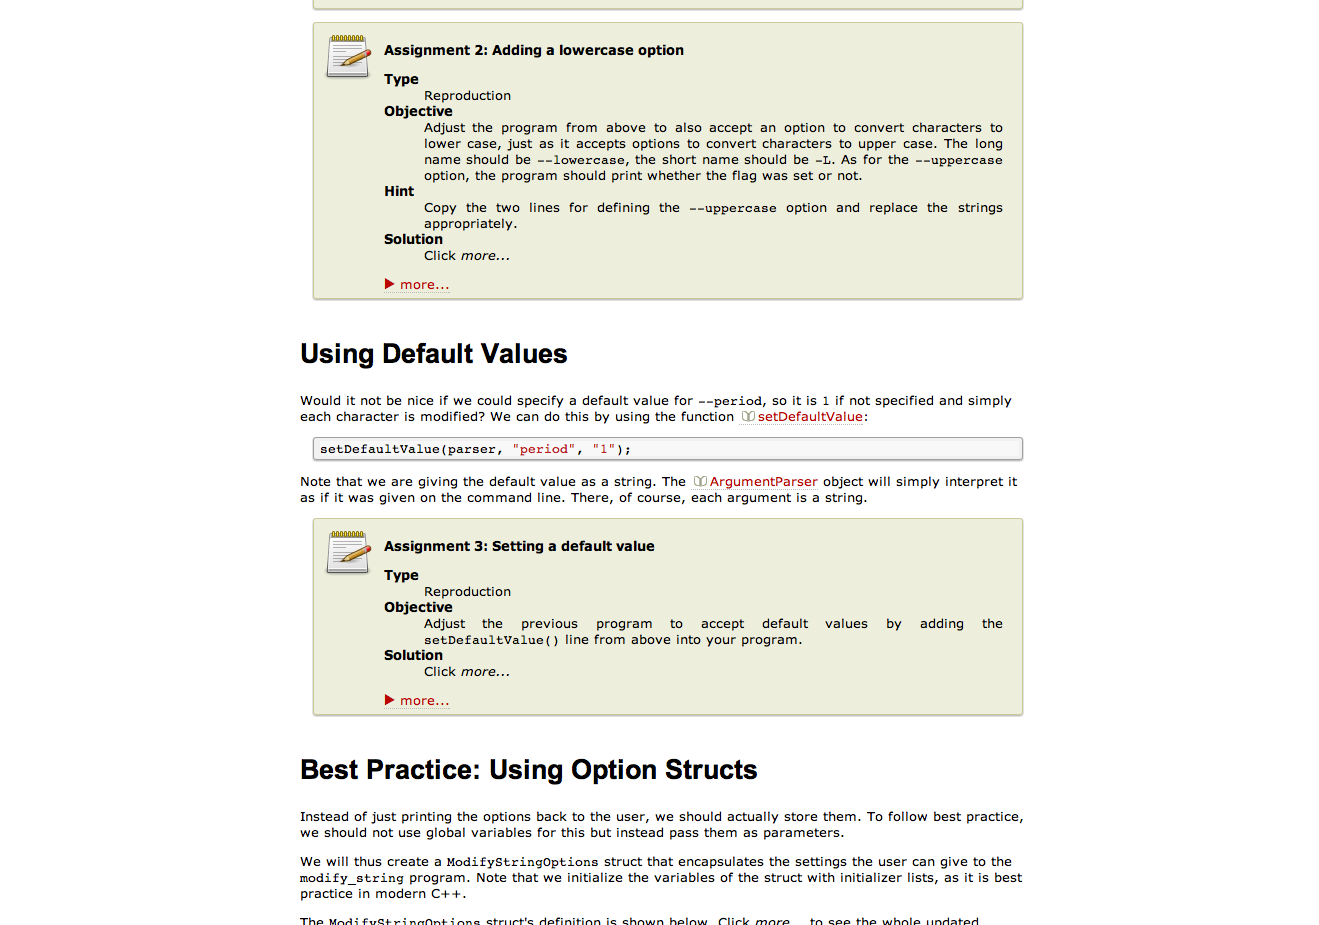 Assignment 2: Adding a lowercase option
Type
Reproduction
Objective
Adjust the program from above to also accept an option to convert characters to
lower case, just as it accepts options to convert characters to upper case. The long
name should be --lowercase, the short name should be -L. As for the --uppercase
option, the program should print whether the flag was set or not.
Hint
Copy the two lines for defining the --uppercase option and replace the strings
appropriately.
Solution
Click more...
more...
Using Default Values
Would it not be nice if we could specify a default value for --period, so it is 1 if not specified and simply
each character is modified? We can do this by using the function setDefaultValue:
setDefaultValue(parser, "period", "1");
Note that we are giving the default value as a string. The ArgumentParser object will simply interpret it
as if it was given on the command line. There, of course, each argument is a string.
Assignment 3: Setting a default value
Type
Reproduction
Objective
Adjust the previous program to accept default values by adding the
setDefaultValue() line from above into your program.
Solution
Click more...
more...
Best Practice: Using Option Structs
Instead of just printing the options back to the user, we should actually store them. To follow best practice,
we should not use global variables for this but instead pass them as parameters.
We will thus create a ModifyStringOptions struct that encapsulates the settings the user can give to the
modify_string program. Note that we initialize the variables of the struct with initializer lists, as it is best
practice in modern C++.
The ModifyStringOptions struct's definition is shown below. Click more... to see the whole updated